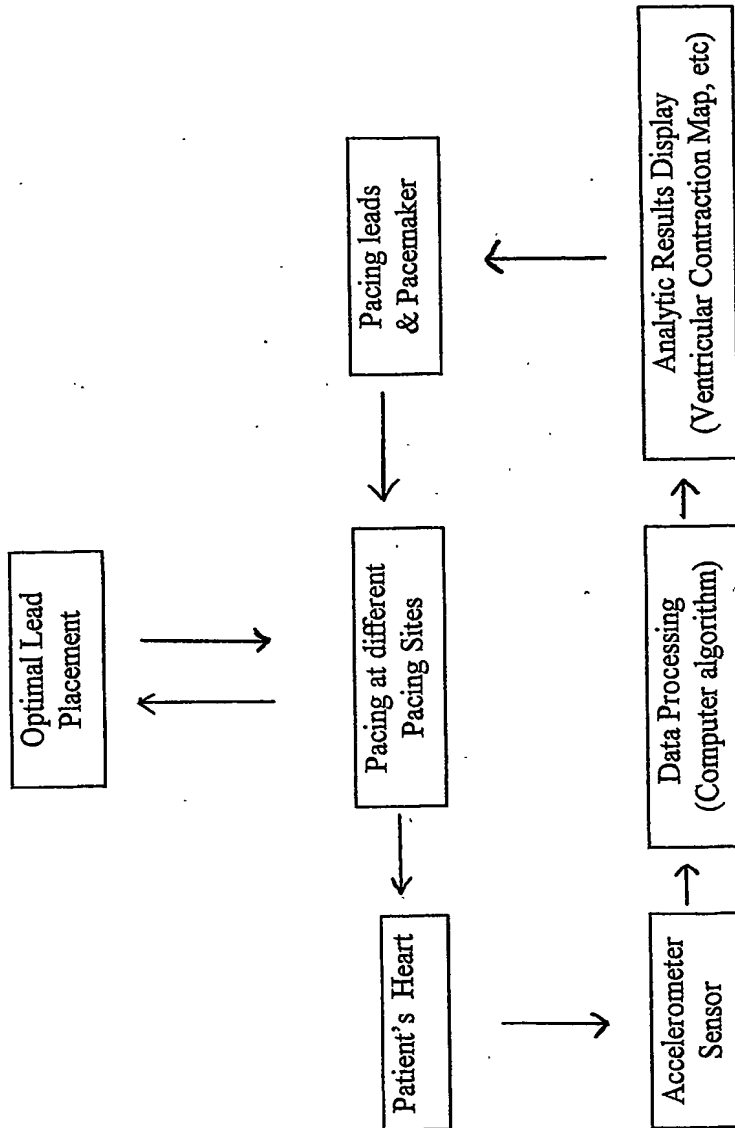 Optimal Lead
Placement
Patient's Heart
Pacing at different
Pacing Sites
Pacing leads
& Pacemaker
Accelerometer
Sensor
Data Processing
(Computer algorithm)
Analytic Results Display
(Ventricular Contraction Map, etc)